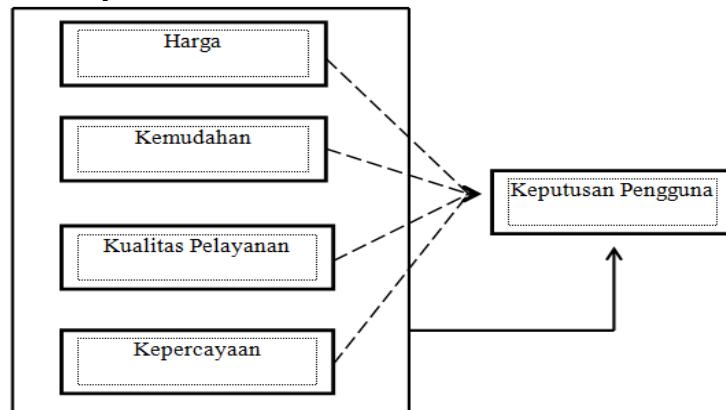 Harga
Kemudahan
Keputusan Pengguna
Kualitas Pelayanan
Kepercayaan